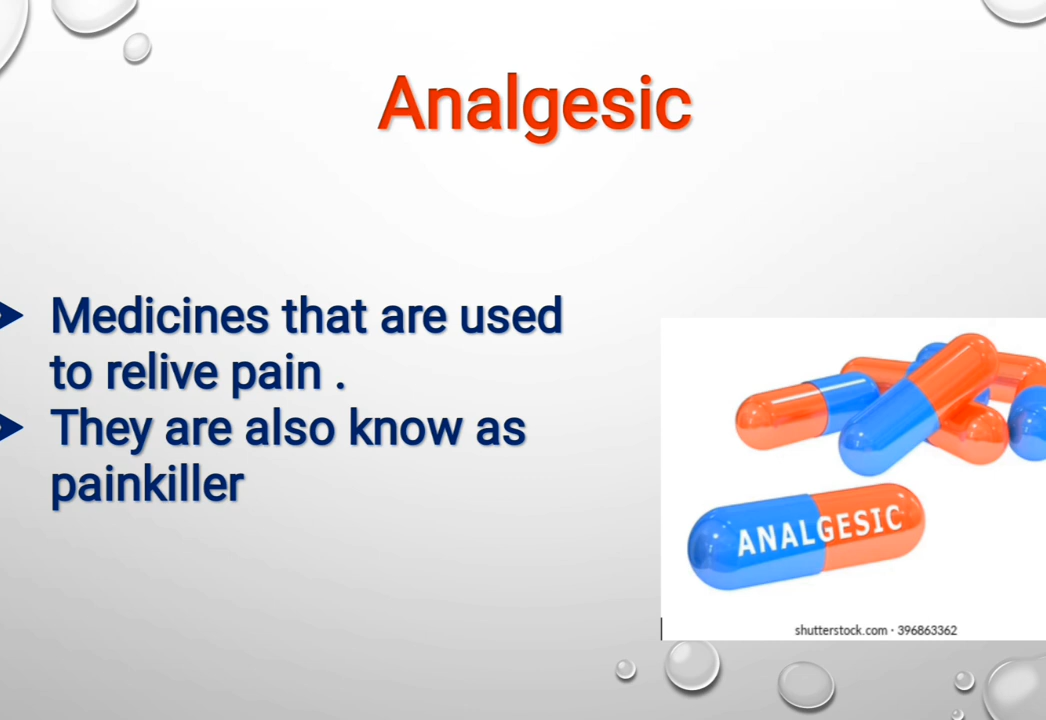 Analgesic
Medicines that are used
to relive pain .
They are also know as
painkiller
ANALGESIC
shutterstock.com · 396863362